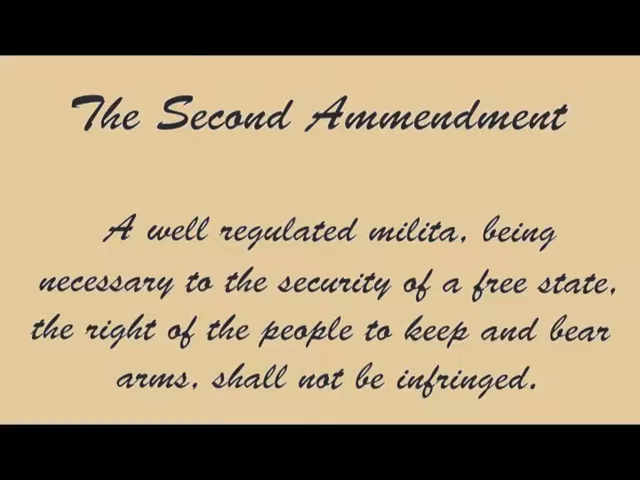 The Second Ammendment
A well regulated milita, being
necessary to the security of a free state,
the right of the people to keep and bear
arms, shall not be infringed.